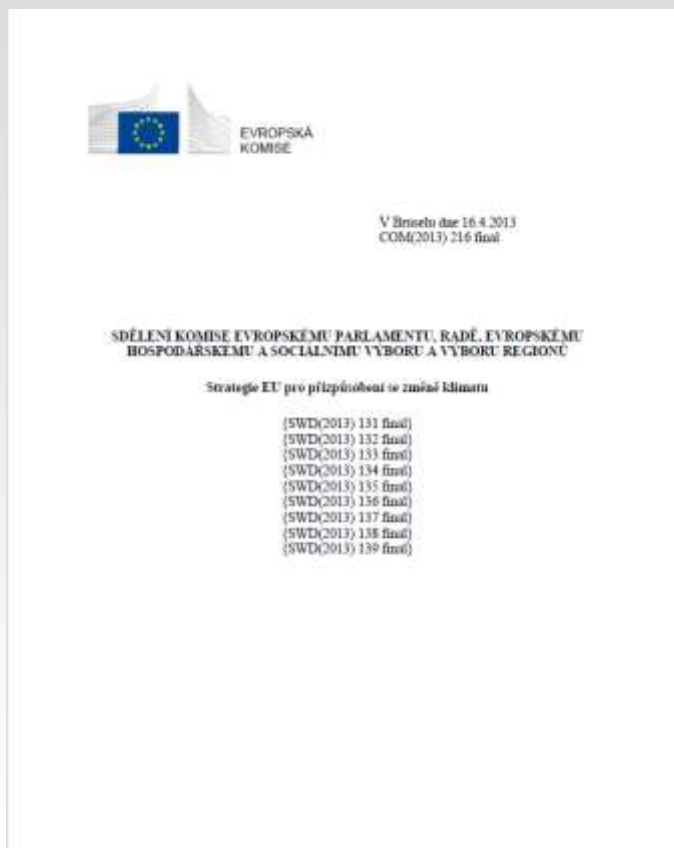 EVROPSKÁ
KOMISE
V Bruselu dne 16.4.2013
COM(2013) 216 final
SDĚLENÍ KOMISE EVROPSKÉMU PARLAMENTU, RADĚ, EVROPSKÉMU
HOSPODÁŘSKÉMU A SOCIÁLNÍMU VÝBORU A VÝBORU REGIONŮ
Strategie EU pro přizpůsobení se změně klimatu
{SWD(2013) 131 final}
{SWD(2013) 132 final}
{SWD(2013) 133 final}
{SWD(2013) 134 final}
{SWD(2013) 135 final}
{SWD(2013) 136 final}
{SWD(2013) 137 final}
{SWD(2013) 138 final}
{SWD(2013) 139 final}